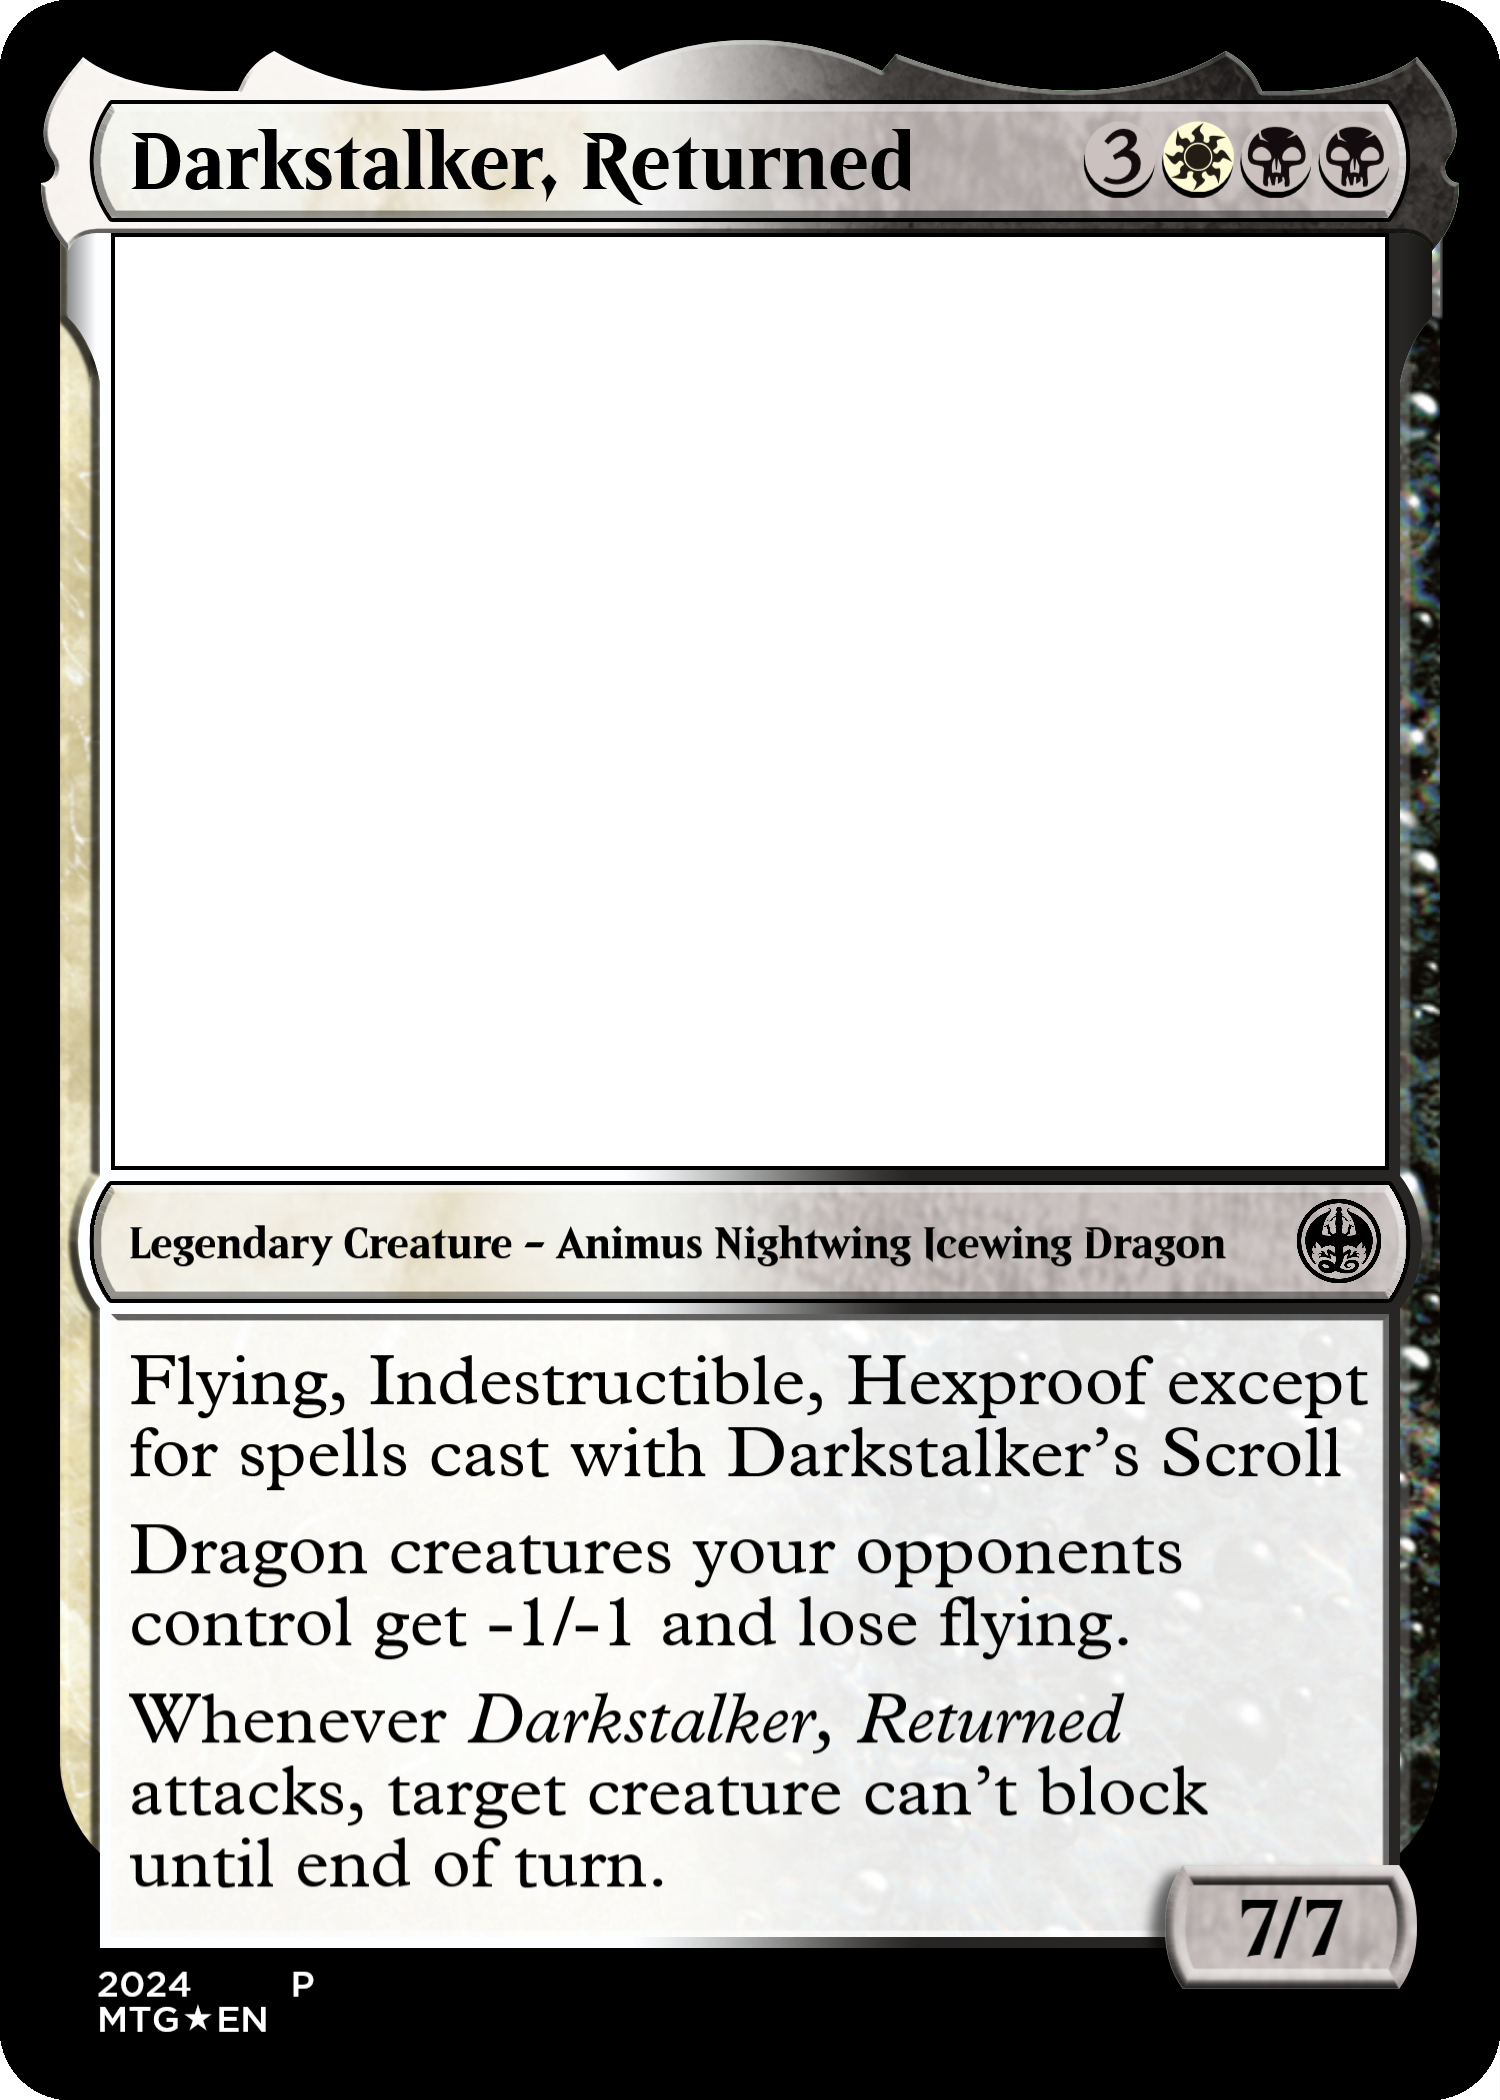 Darkstalker, Returned 3
Legendary Creature – Animus Nightwing Icewing Dragon
Flying, Indestructible, Hexproof except
for spells cast with Darkstalker’s Scroll
Dragon creatures your opponents
control get -1/-1 and lose flying.
Whenever Darkstalker, Returned
attacks, target creature can’t block
until end of turn.
7/7
2024 P
MTG★EN